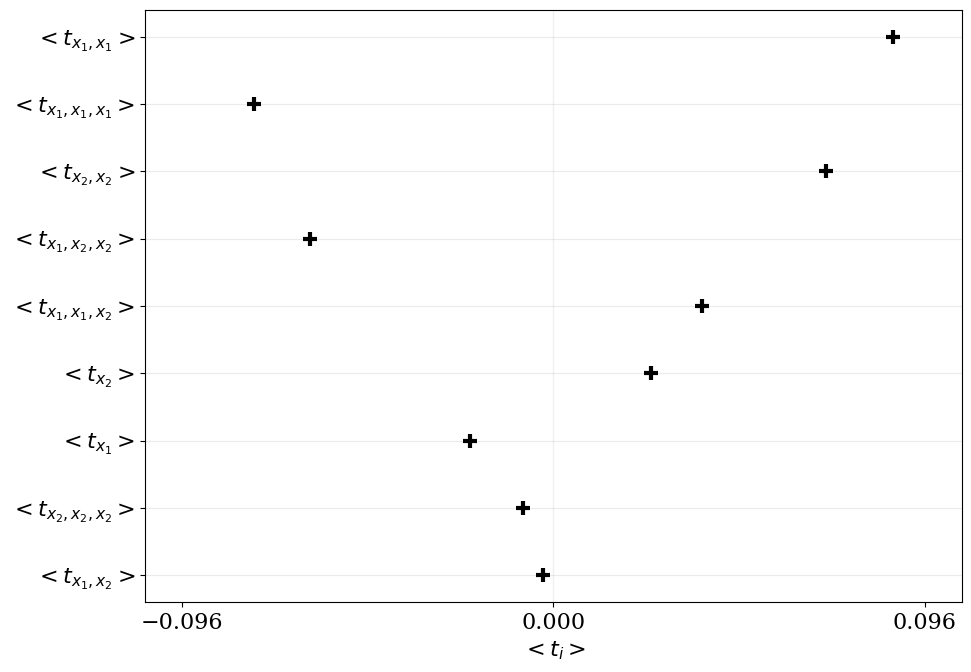 < t_{x_1, x_1} >
< t_{x_1, x_1, x_1} >
< t_{x_2, x_2} >
< t_{x_1, x_2, x_2} >
< t_{x_1, x_1, x_2} >
< t_{x_2} >
< t_{x_1} >
< t_{x_2, x_2, x_2} >
< t_{x_1, x_2} >
−0.096 0.000 0.096
< t_i >